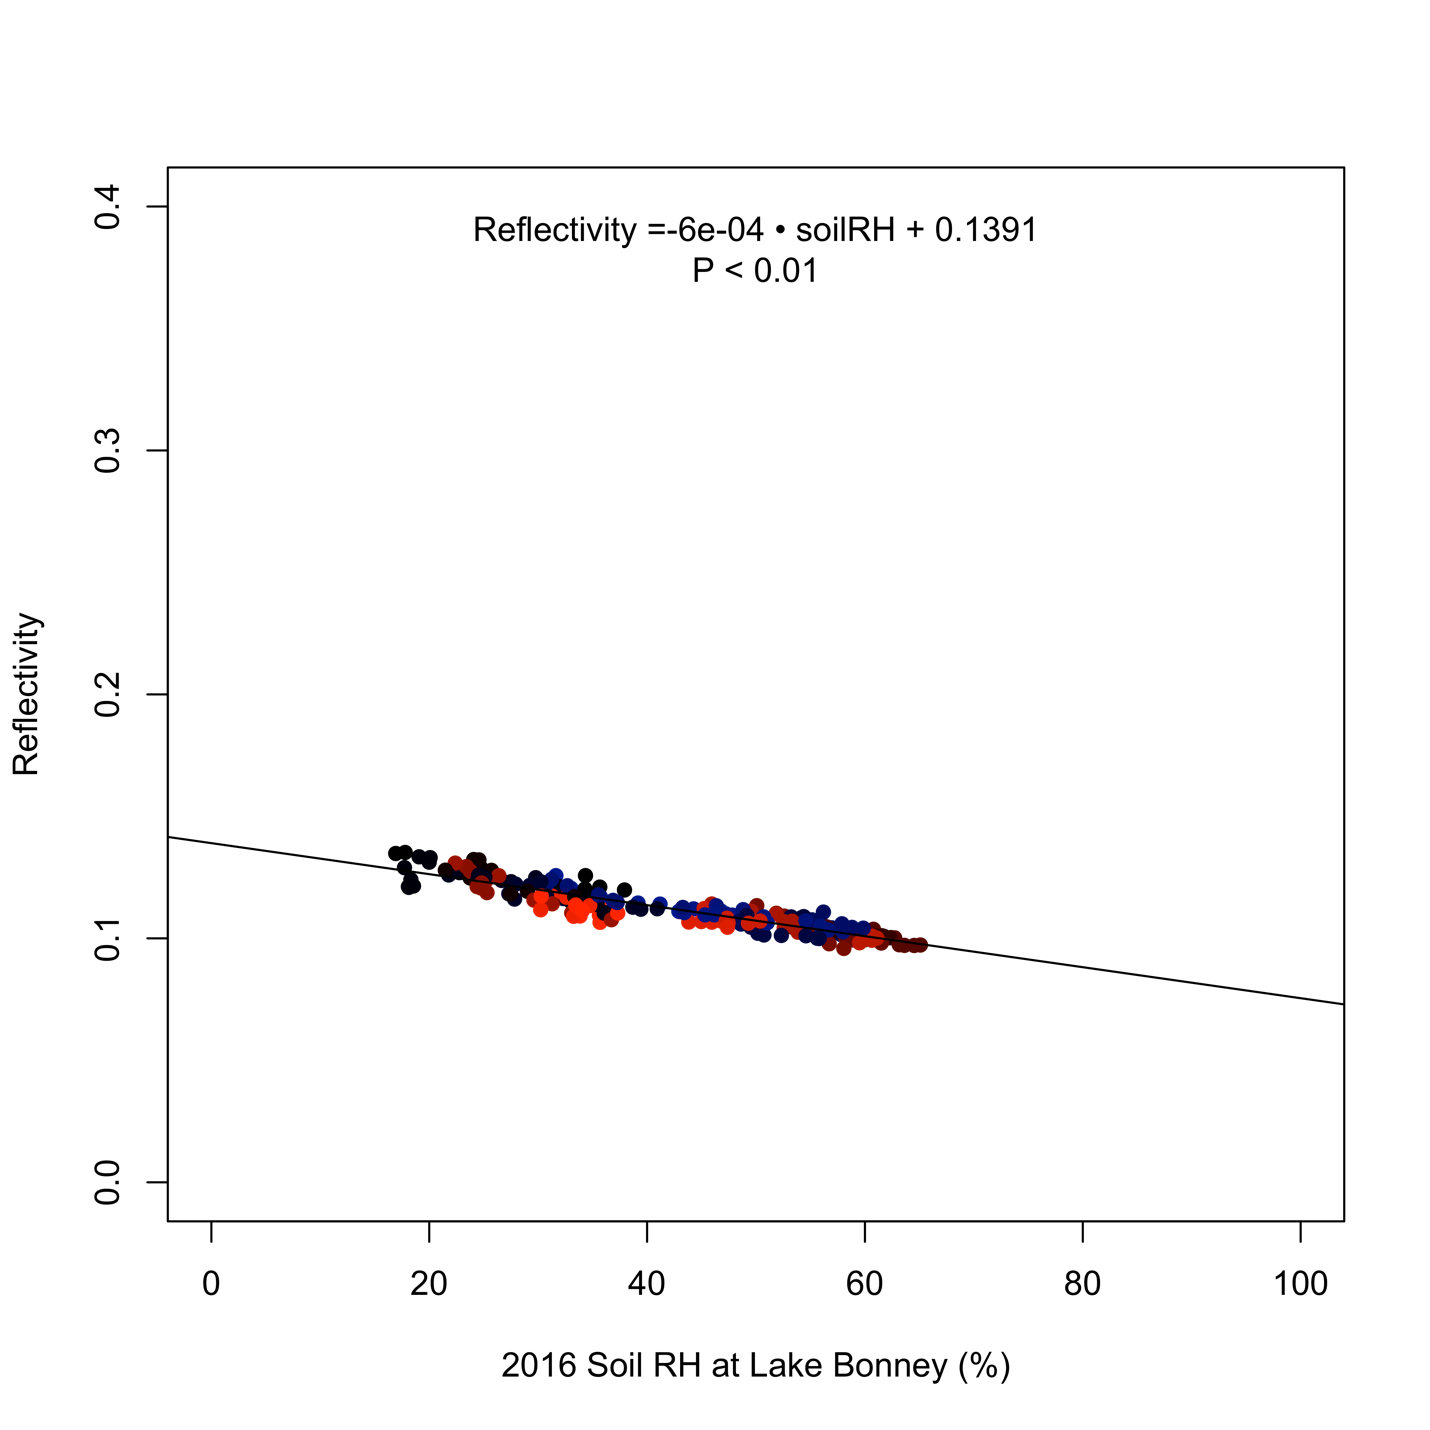 Reflectivity =-6e-04 • soilRH + 0.1391
P < 0.01
Reflectivity
0.4
0.3
0.2
0.1
0.0
0 20 40 60 80 100
2016 Soil RH at Lake Bonney (%)